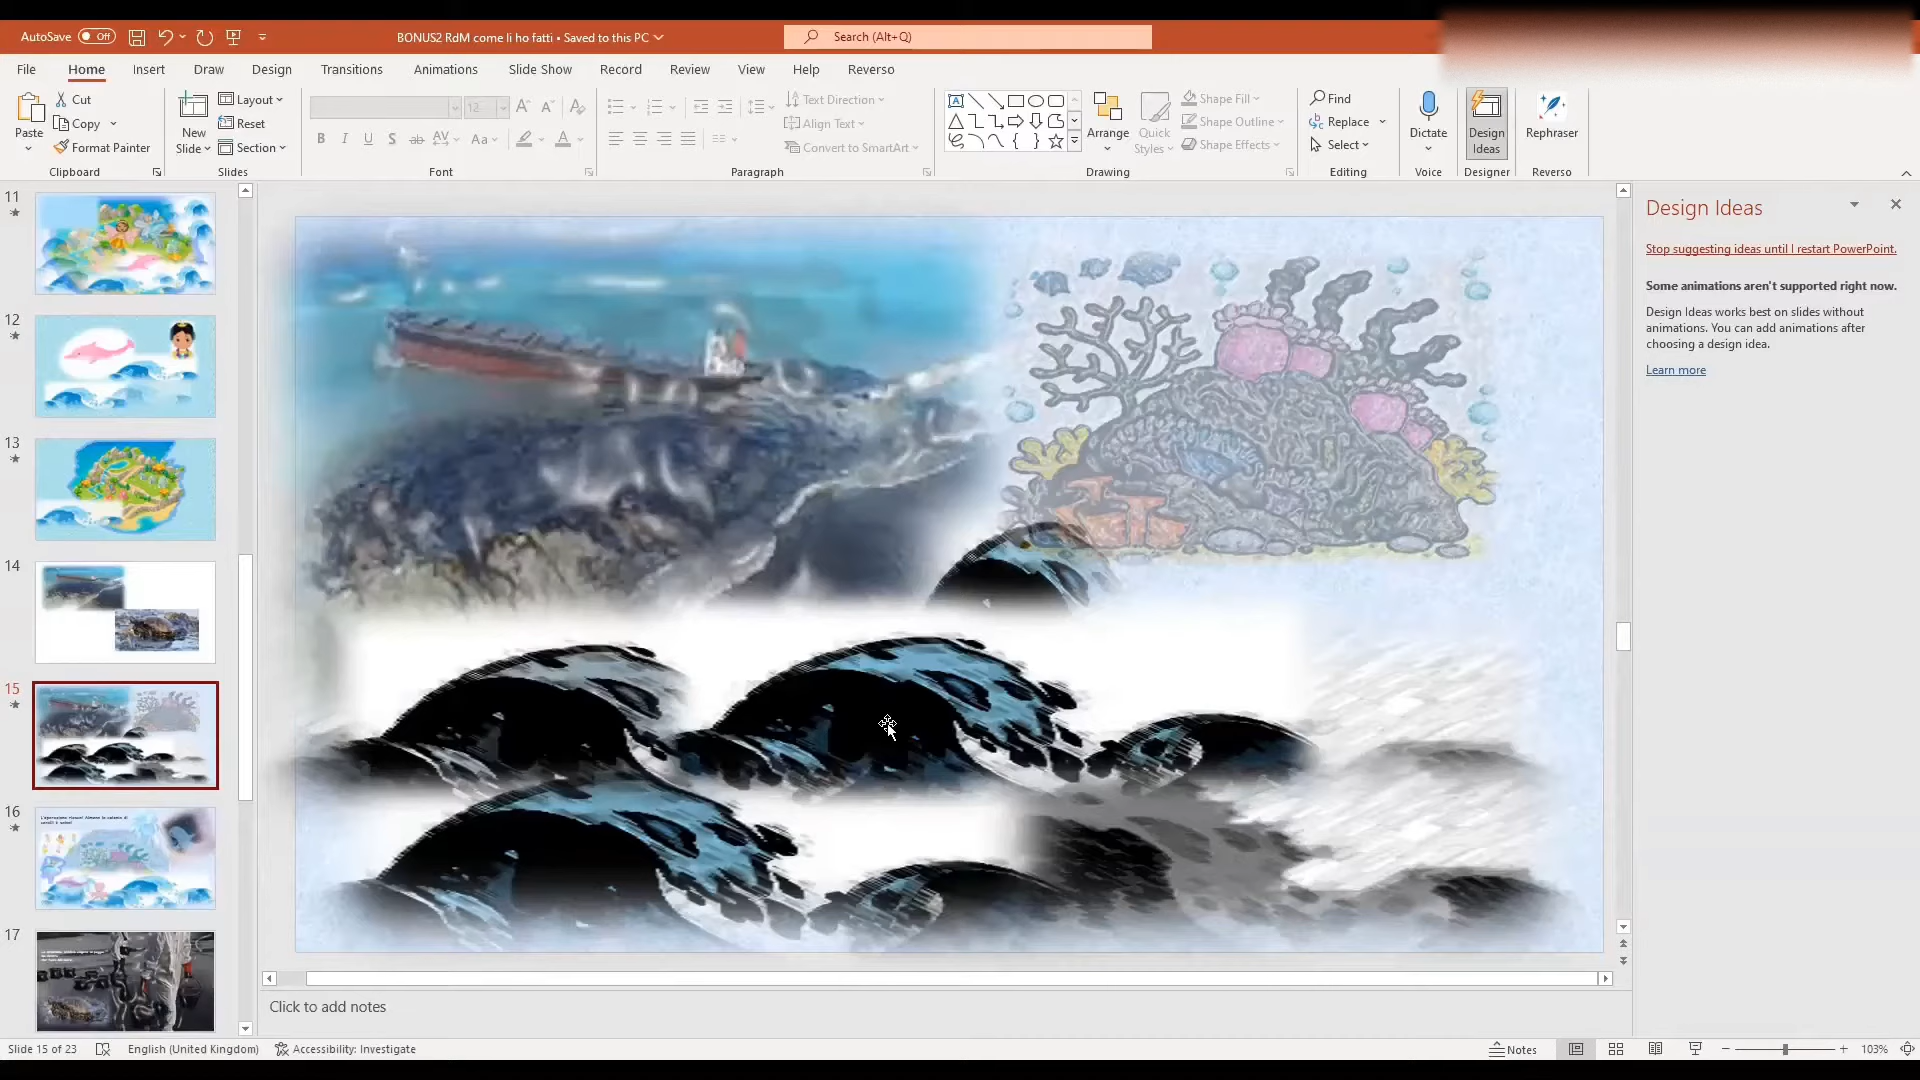 AutoSave Off
BONUS2 RdM come li ho fatti • Saved to this PC
Search (Alt+Q)
File Home Insert Draw Design Transitions Animations Slide Show Record Review View Help Reverso
Paste
Cut
Copy
Format Painter
Clipboard
New Slide
Layout
Reset
Section
Slides
12
Font
Text Direction
Align Text
Convert to SmartArt
Paragraph
Arrange
Quick Styles
Shape Fill
Shape Outline
Shape Effects
Drawing
Find
Replace
Select
Editing
Dictate
Voice
Design Ideas
Designer
Rephraser
Reverso
11
12
13
14
15
16
17
Design Ideas
Stop suggesting ideas until I restart PowerPoint.
Some animations aren't supported right now.
Design Ideas works best on slides without
animations. You can add animations after
choosing a design idea.
Learn more
Click to add notes
Slide 15 of 23
English (United Kingdom)
Accessibility: Investigate
Notes
103%